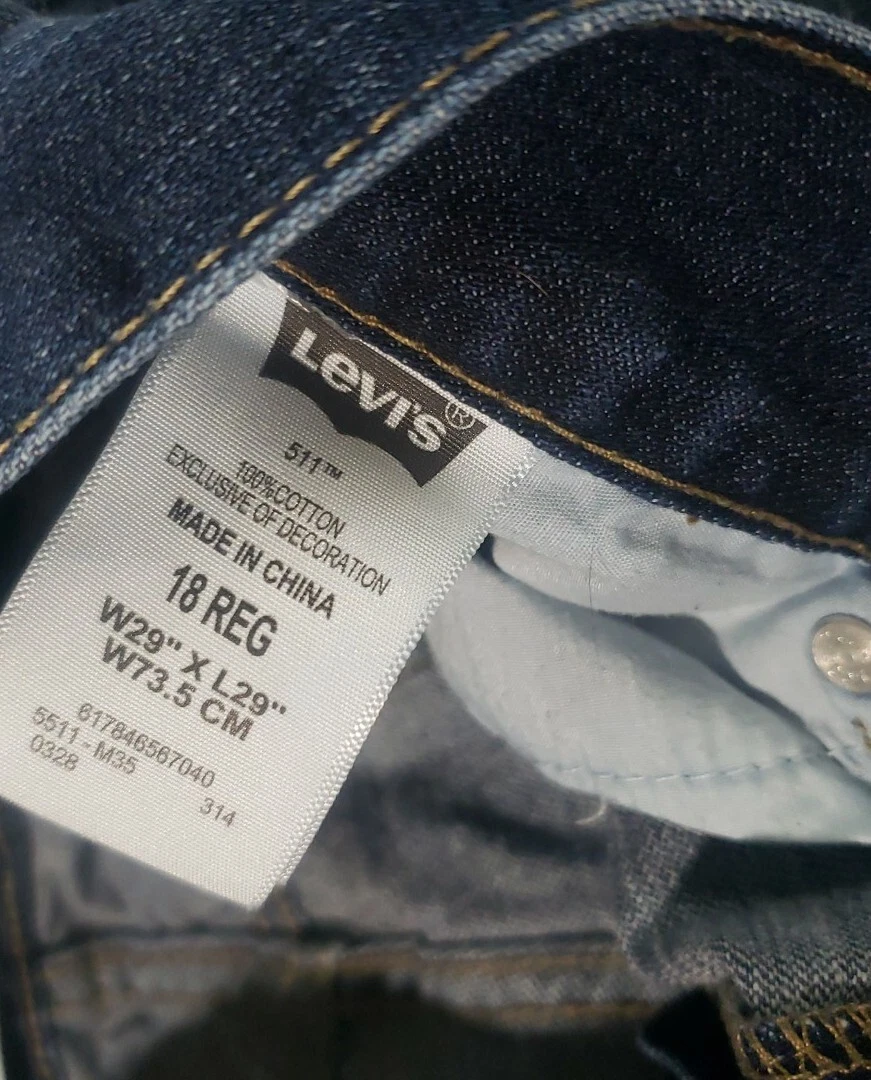 Levi's®
511™
100%COTTON
EXCLUSIVE OF DECORATION
MADE IN CHINA
18 REG
W29" X L29"
W73.5 CM
617846567040
5511 - M35
0328
314